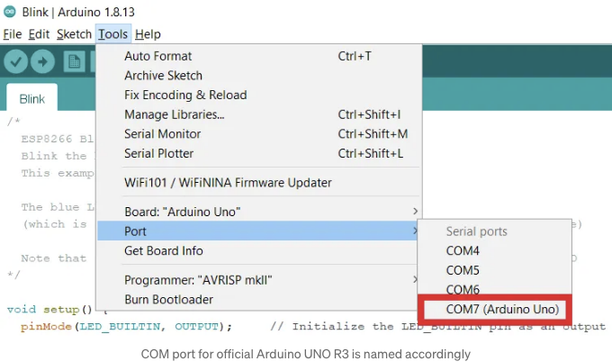 Blink | Arduino 1.8.13
File Edit Sketch Tools Help
Auto Format Ctrl+T
Archive Sketch
Fix Encoding & Reload
Manage Libraries... Ctrl+Shift+I
Serial Monitor Ctrl+Shift+M
Serial Plotter Ctrl+Shift+L
WiFi101 / WiFiNINA Firmware Updater
Board: "Arduino Uno"
Port
Get Board Info
Programmer: "AVRISP mkII"
Burn Bootloader
Serial ports
COM4
COM5
COM6
COM7 (Arduino Uno)
Blink
/*
ESP8266 Bl
Blink the
This examp
The blue L
(which is e)
Note that
*/
void setup() {
pinMode(LED_BUILTIN, OUTPUT); // Initialize the LED_BUILTIN pin as an output
COM port for official Arduino UNO R3 is named accordingly